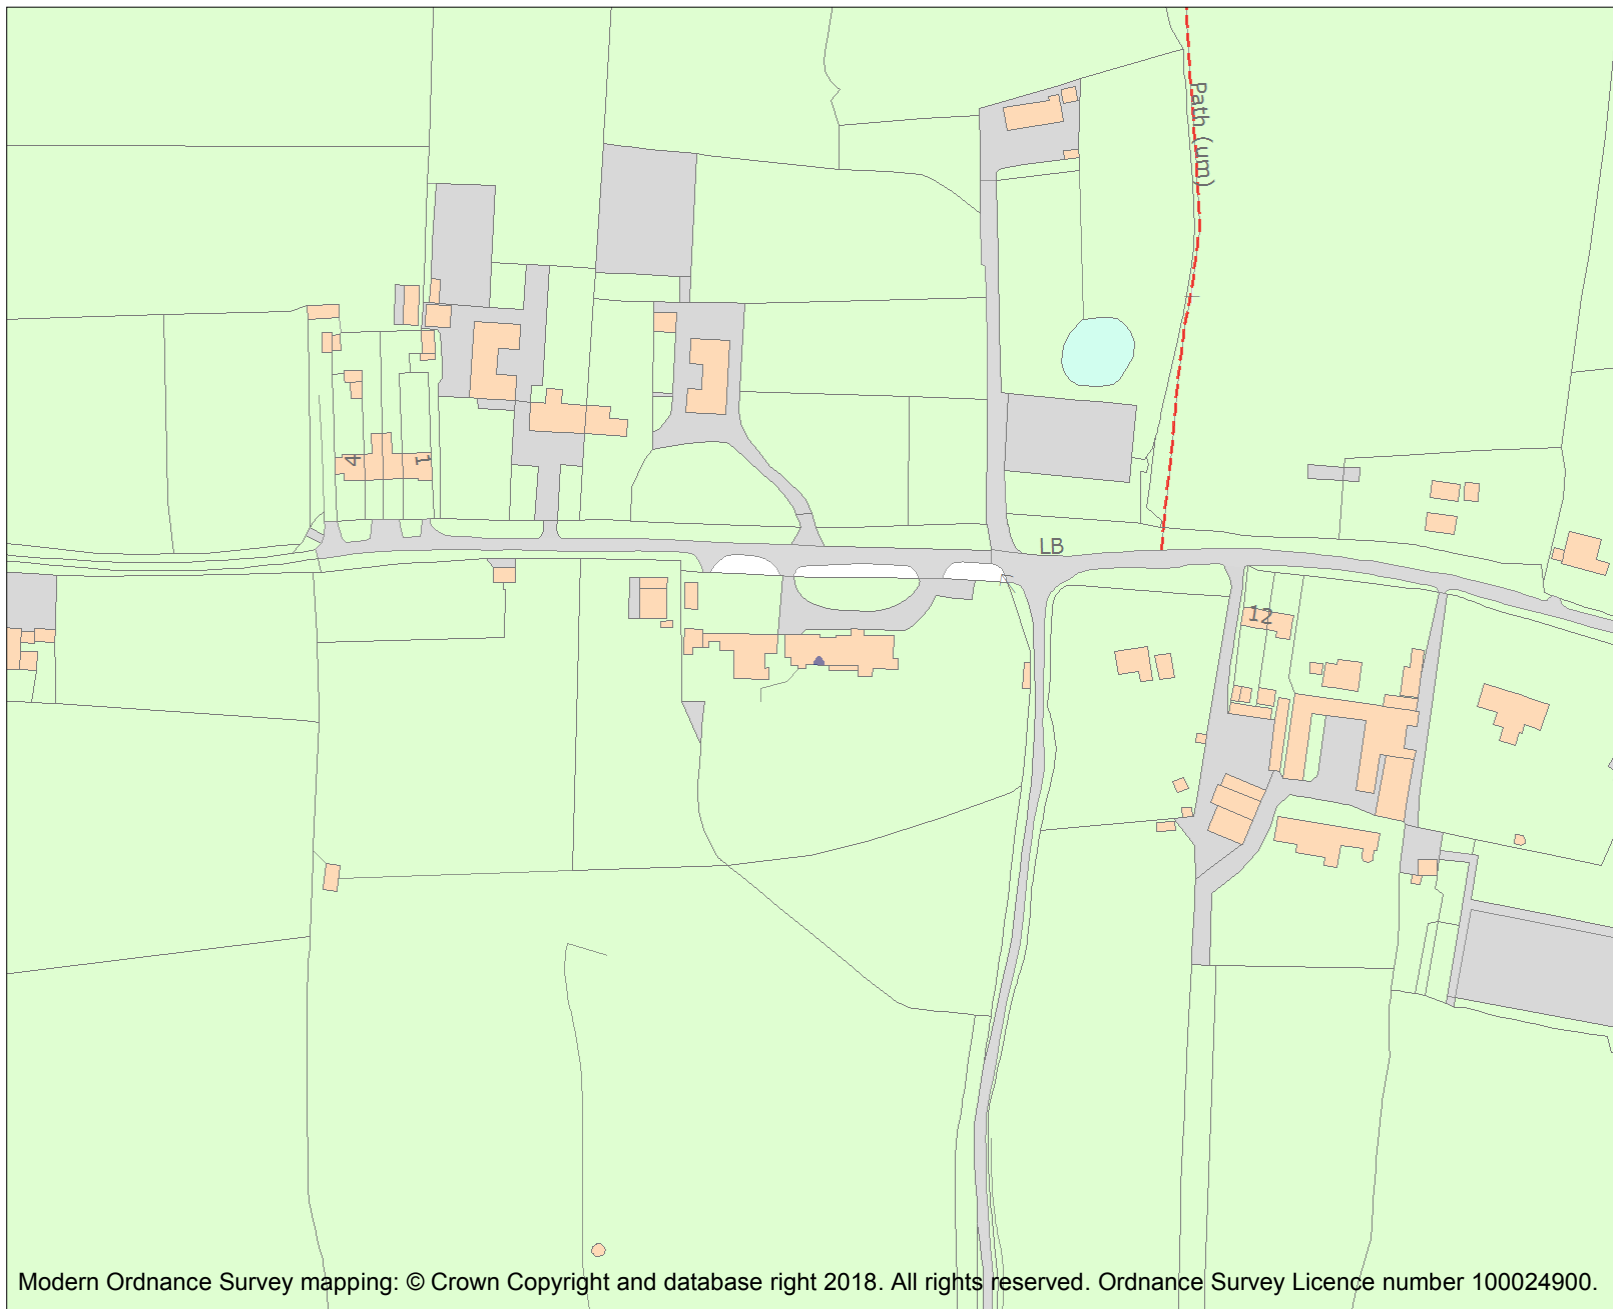 Path (um)
4
1
LB
12
Modern Ordnance Survey mapping: © Crown Copyright and database right 2018. All rights reserved. Ordnance Survey Licence number 100024900.